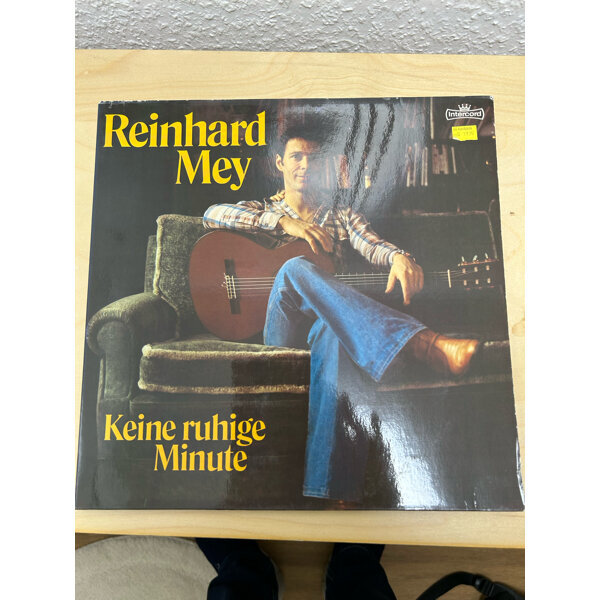 Reinhard
Mey
Intercord
Keine ruhige
Minute